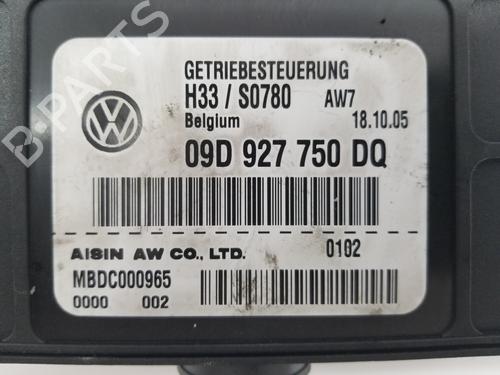 GETRIEBESTEUERUNG
H33 / S0780 AW7
Belgium 18.10.05
09D 927 750 DQ
AISIN AW CO., LTD. 0102
MBDC000965
0000 002
B-PARTS